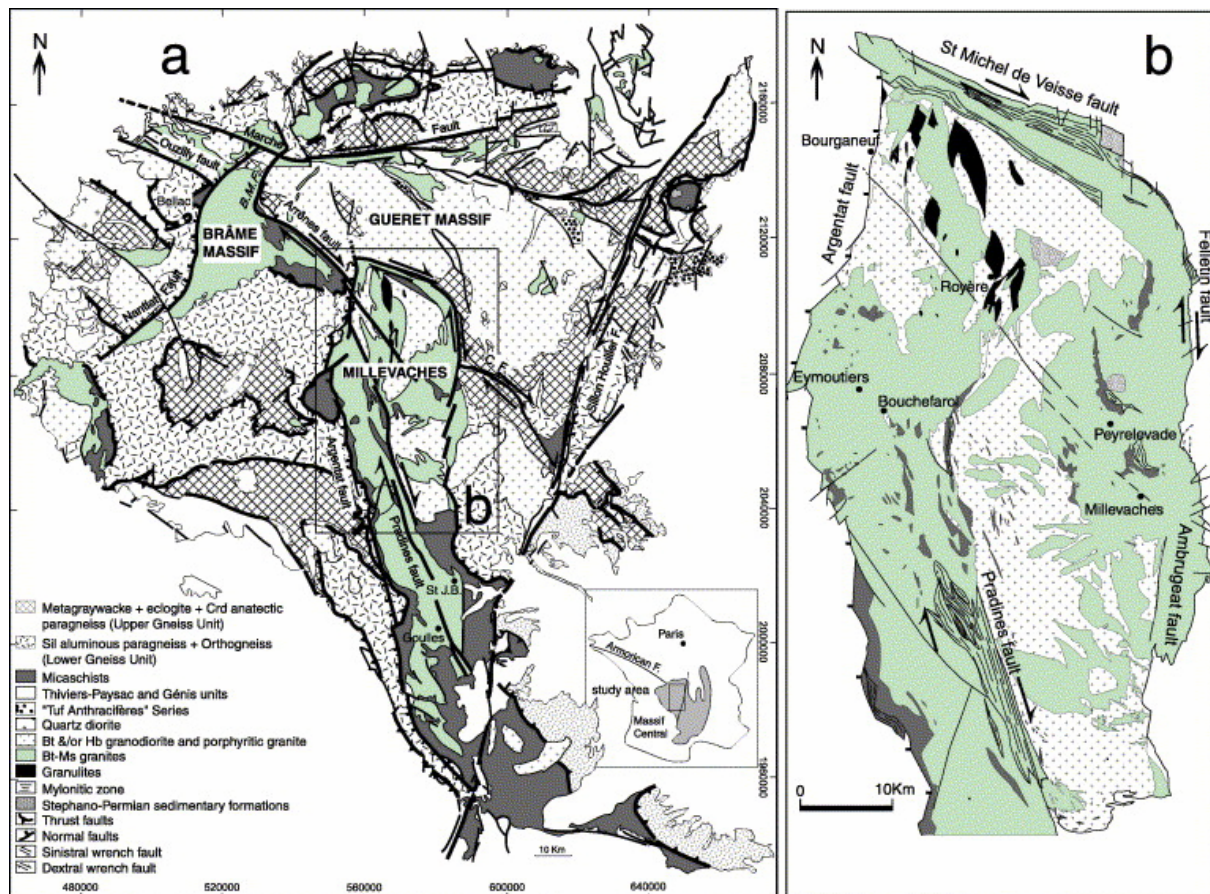 N
a
Marche
Fault
Ouzilly fault
B.M.F.
Bellac
Arrênes fault
GUERET MASSIF
BRÂME
MASSIF
Nantiat Fault
MILLEVACHES
Sillon Houiller F.
Argentat fault
Pradines fault
b
St J.B.
Goulles
2160000
2120000
2080000
2040000
2000000
1960000
Metagraywacke + eclogite + Crd anatectic
paragneiss (Upper Gneiss Unit)
Sil aluminous paragneiss + Orthogneiss
(Lower Gneiss Unit)
Micaschists
Thiviers-Paysac and Génis units
"Tuf Anthracifères" Series
Quartz diorite
Bt &/or Hb granodiorite and porphyritic granite
Bt-Ms granites
Granulites
Mylonitic zone
Stephano-Permian sedimentary formations
Thrust faults
Normal faults
Sinistral wrench fault
Dextral wrench fault
Paris
Armorican F.
study area
Massif
Central
10 Km
480000
520000
560000
600000
640000
N
b
St Michel de Veisse fault
Bourganeuf
Argentat fault
Felletin fault
Royère
Eymoutiers
Bouchefarol
Peyrelevade
Millevaches
Ambrugeat fault
Pradines fault
0
10Km